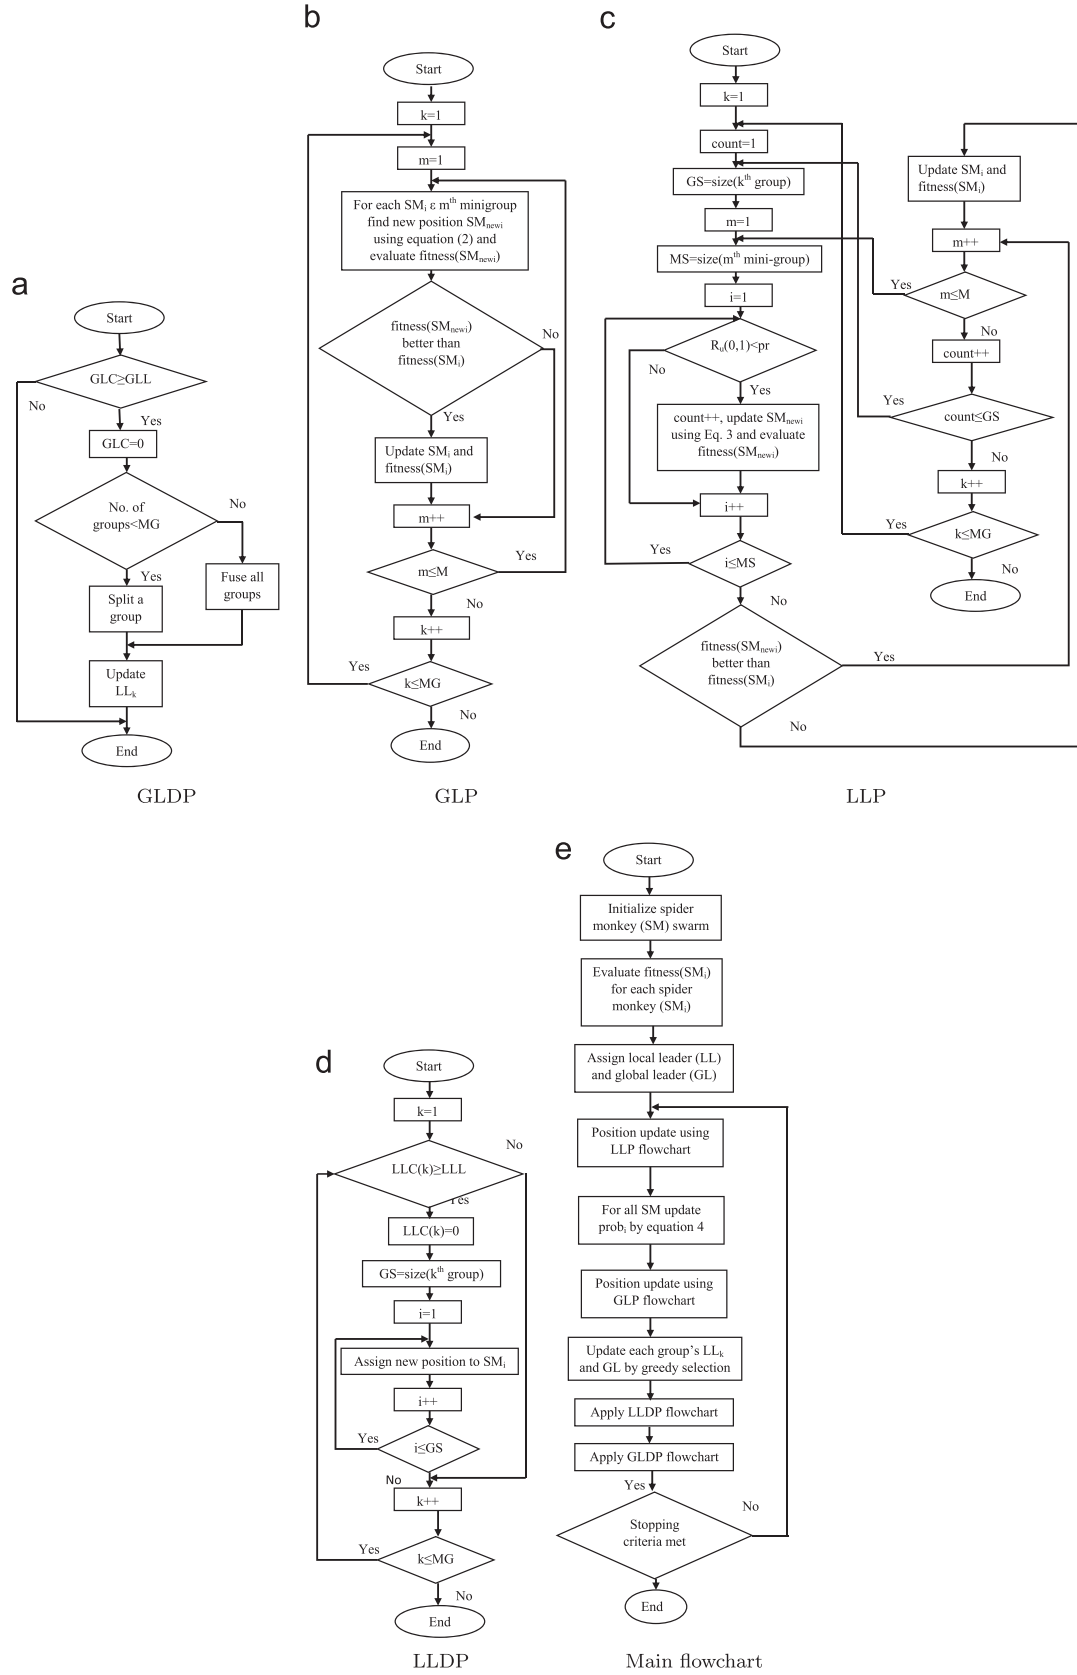 a
Start
GLC≥GLL
No
Yes
GLC=0
No. of
groups<MG
No
Yes
Fuse all
groups
Split a
group
Update
LLk
End
GLDP
b
Start
k=1
m=1
For each SMi ε mth minigroup
find new position SMnewi
using equation (2) and
evaluate fitness(SMnewi)
fitness(SMnewi)
better than
fitness(SMi)
No
Yes
Update SMi and
fitness(SMi)
m++
m≤M
Yes
No
k++
Yes
k≤MG
No
End
GLP
c
Start
k=1
count=1
GS=size(kth group)
m=1
MS=size(mth mini-group)
i=1
Ru(0,1)<pr
No
Yes
count++, update SMnewi
using Eq. 3 and evaluate
fitness(SMnewi)
i++
Yes
i≤MS
No
fitness(SMnewi)
better than
fitness(SMi)
Yes
No
Update SMi and
fitness(SMi)
m++
Yes
m≤M
No
count++
Yes
count≤GS
No
k++
Yes
k≤MG
No
End
LLP
d
Start
k=1
No
LLC(k)≥LLL
Yes
LLC(k)=0
GS=size(kth group)
i=1
Assign new position to SMi
i++
Yes
i≤GS
No
k++
Yes
k≤MG
No
End
LLDP
e
Start
Initialize spider
monkey (SM) swarm
Evaluate fitness(SMi)
for each spider
monkey (SMi)
Assign local leader (LL)
and global leader (GL)
Position update using
LLP flowchart
For all SM update
probi by equation 4
Position update using
GLP flowchart
Update each group's LLk
and GL by greedy selection
Apply LLDP flowchart
Apply GLDP flowchart
Yes
No
Stopping
criteria met
End
Main flowchart